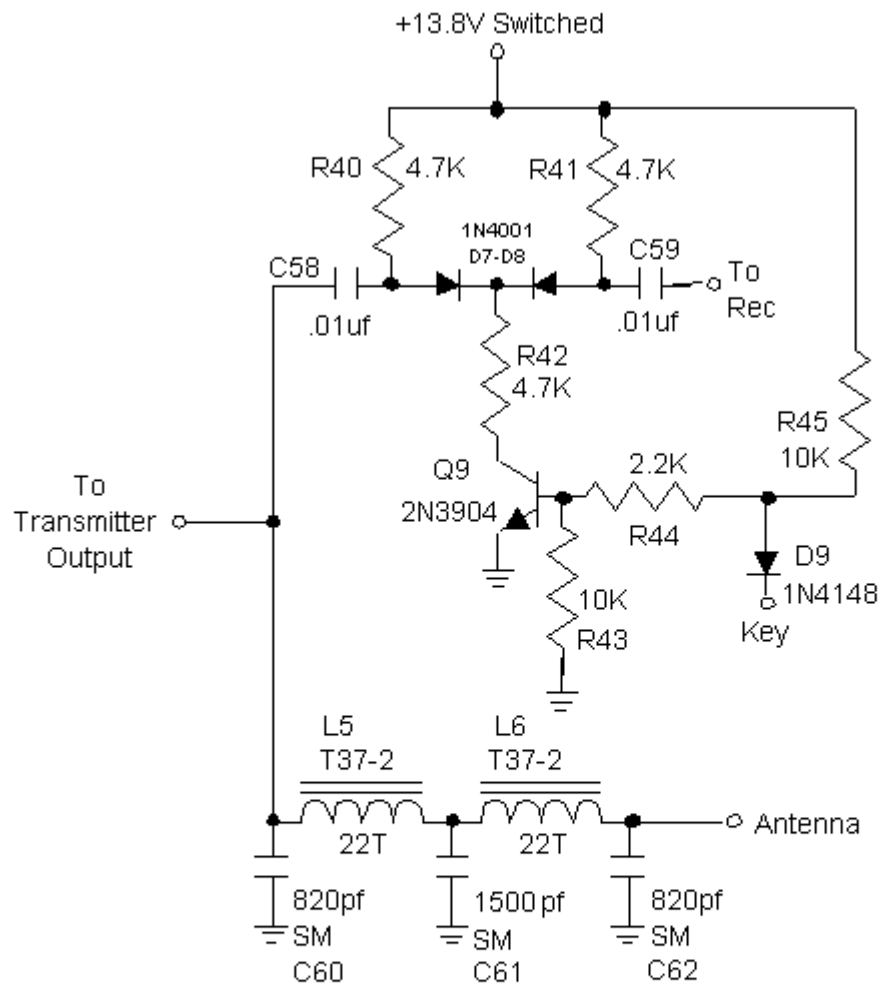 +13.8V Switched
R40
4.7K
R41
4.7K
1N4001
D7-D8
C58
.01uf
C59
.01uf
To
Rec
R42
4.7K
R45
10K
Q9
2N3904
2.2K
R44
To
Transmitter
Output
D9
1N4148
Key
10K
R43
L5
T37-2
L6
T37-2
22T
22T
Antenna
820pf
SM
C60
1500pf
SM
C61
820pf
SM
C62